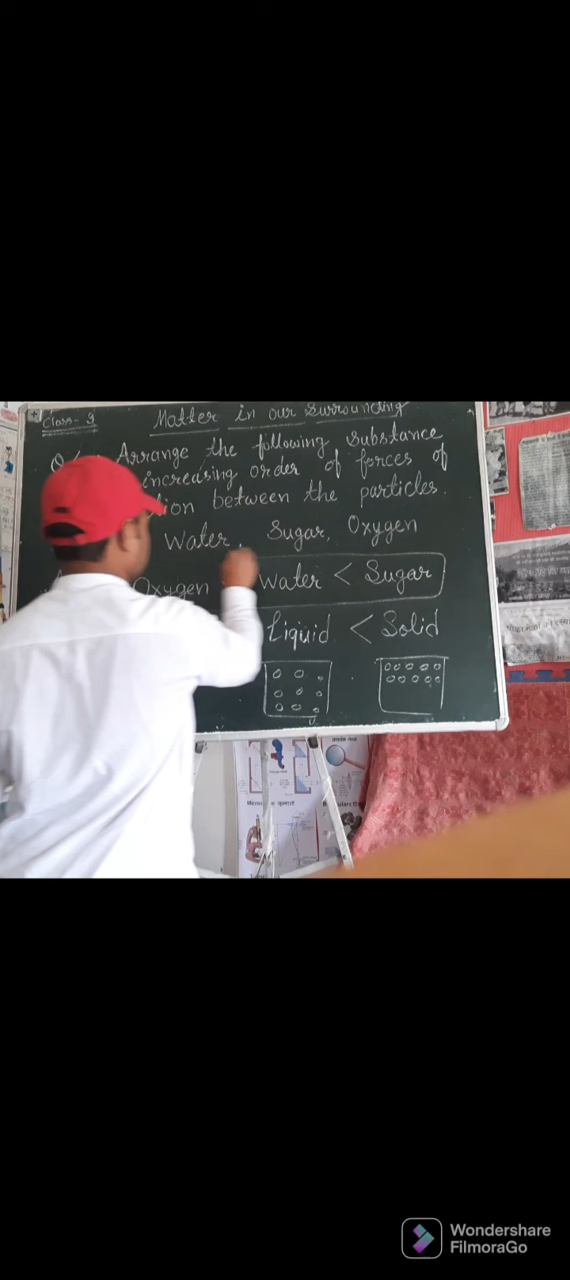 Class- 9
Matter in our Surrounding
Arrange the following Substance
increasing order of forces of
between the particles.
Water, Sugar, Oxygen
Oxygen Water < Sugar
Liquid < Solid
Wondershare
FilmoraGo